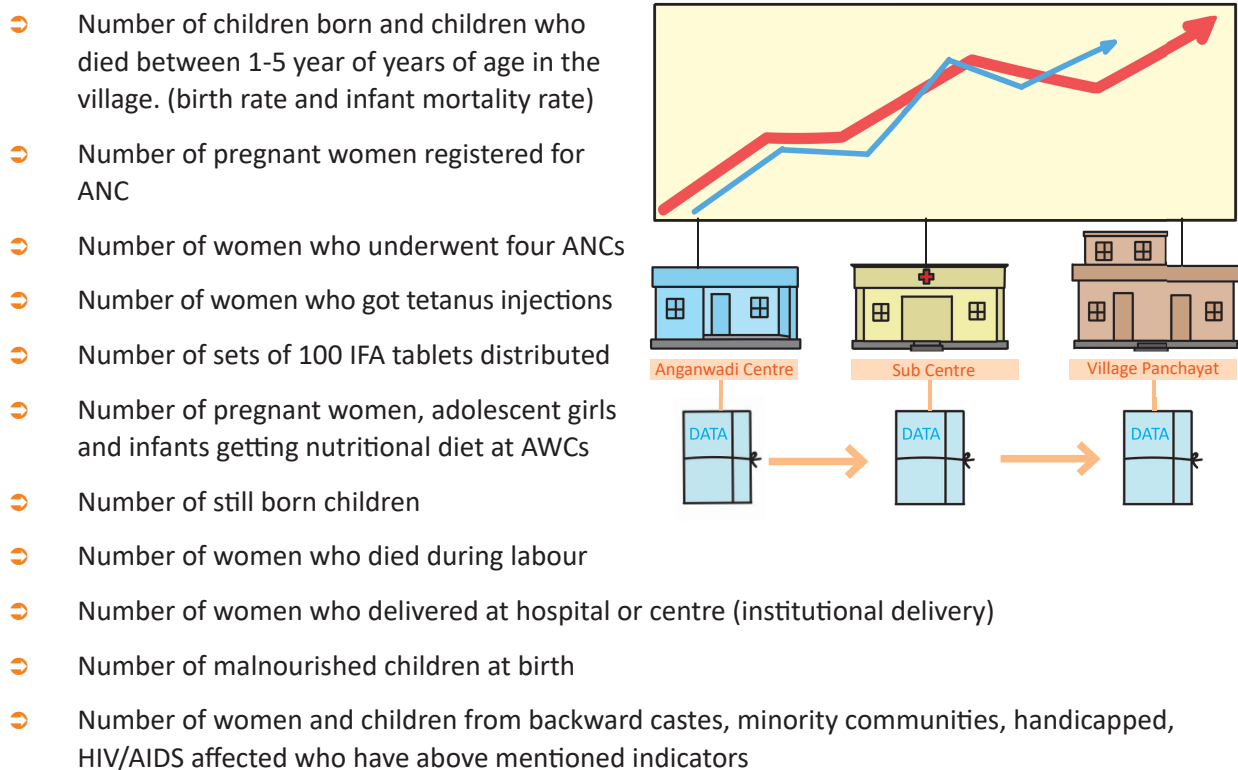 Number of children born and children who
died between 1-5 year of years of age in the
village. (birth rate and infant mortality rate)
Number of pregnant women registered for
ANC
Number of women who underwent four ANCs
Number of women who got tetanus injections
Number of sets of 100 IFA tablets distributed
Number of pregnant women, adolescent girls
and infants getting nutritional diet at AWCs
Number of still born children
Number of women who died during labour
Number of women who delivered at hospital or centre (institutional delivery)
Number of malnourished children at birth
Number of women and children from backward castes, minority communities, handicapped,
HIV/AIDS affected who have above mentioned indicators
Anganwadi Centre
Sub Centre
Village Panchayat
DATA
DATA
DATA